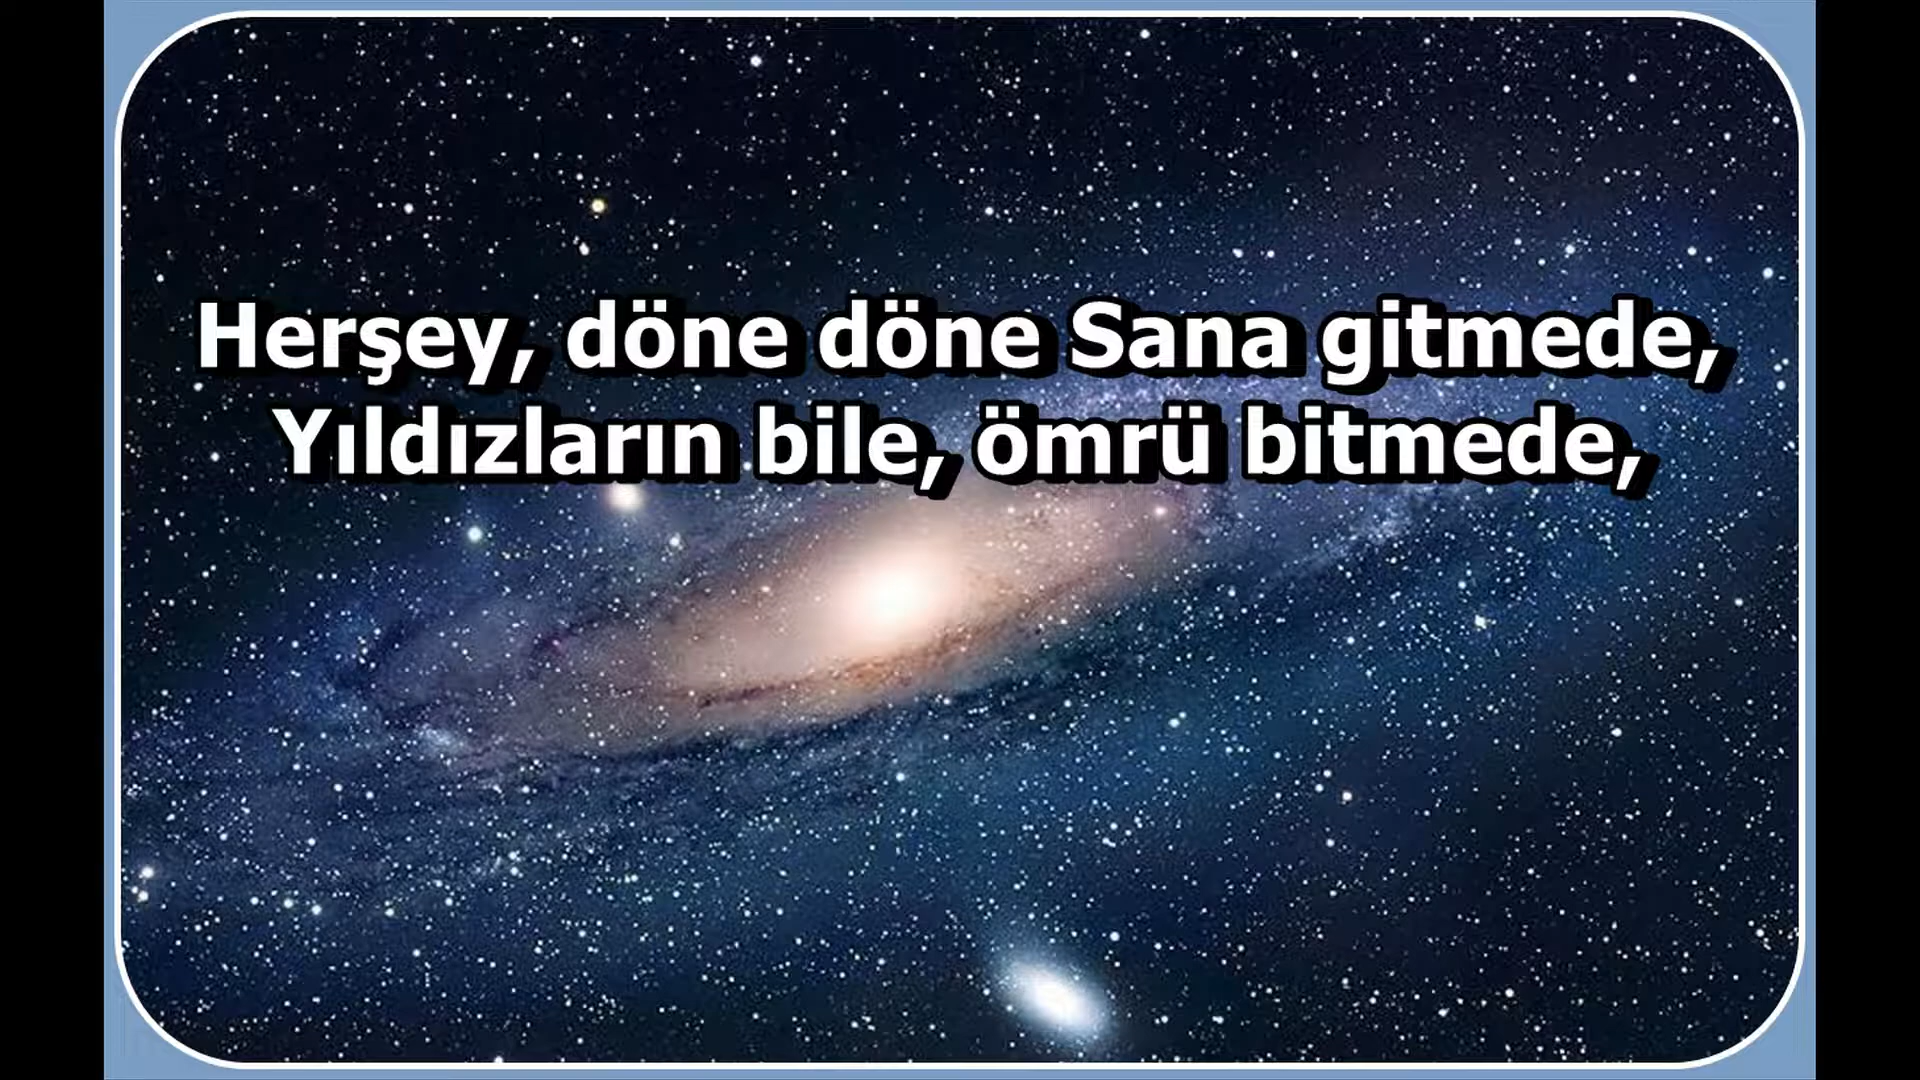 Herşey, döne döne Sana gitmede,
Yıldızların bile, ömrü bitmede,